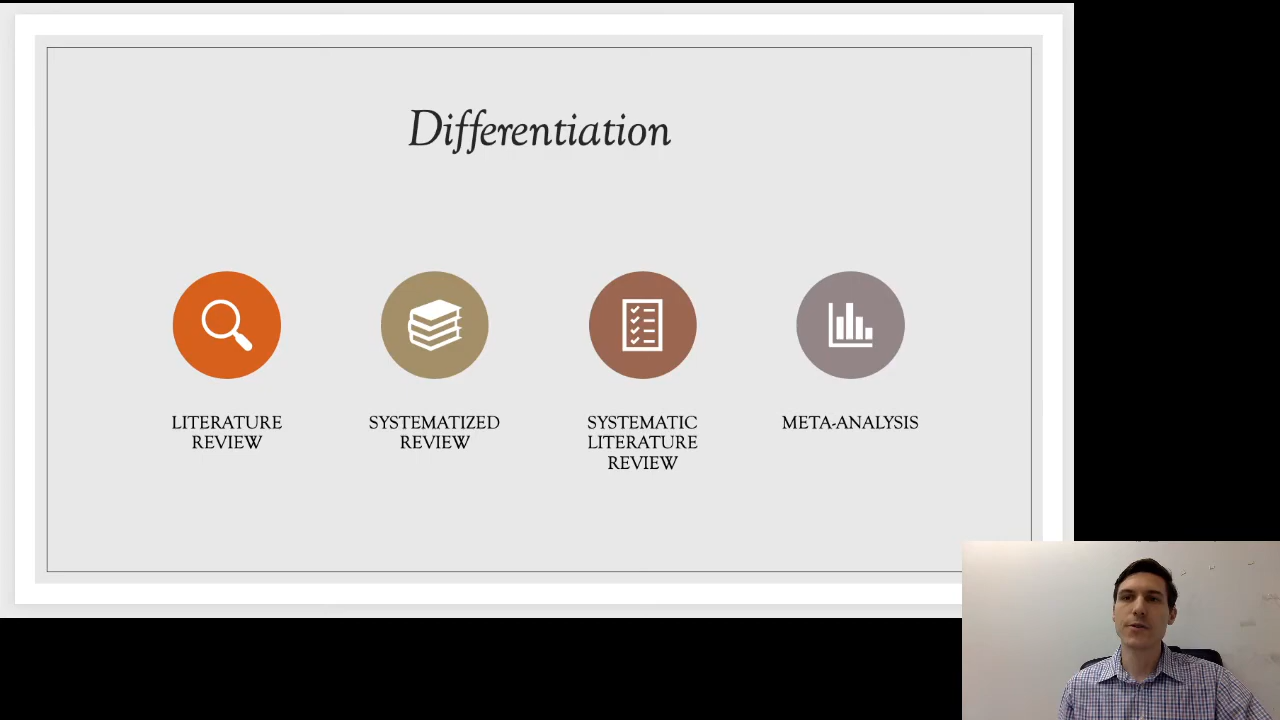 Differentiation
LITERATURE
REVIEW
SYSTEMATIZED
REVIEW
SYSTEMATIC
LITERATURE
REVIEW
META-ANALYSIS